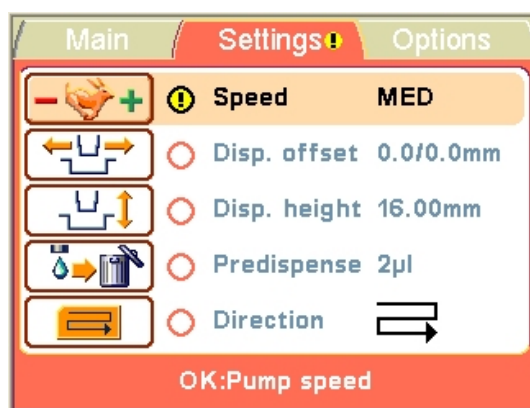 Main Settings! Options
Speed MED
Disp. offset 0.0/0.0mm
Disp. height 16.00mm
Predispense 2µl
Direction
OK:Pump speed